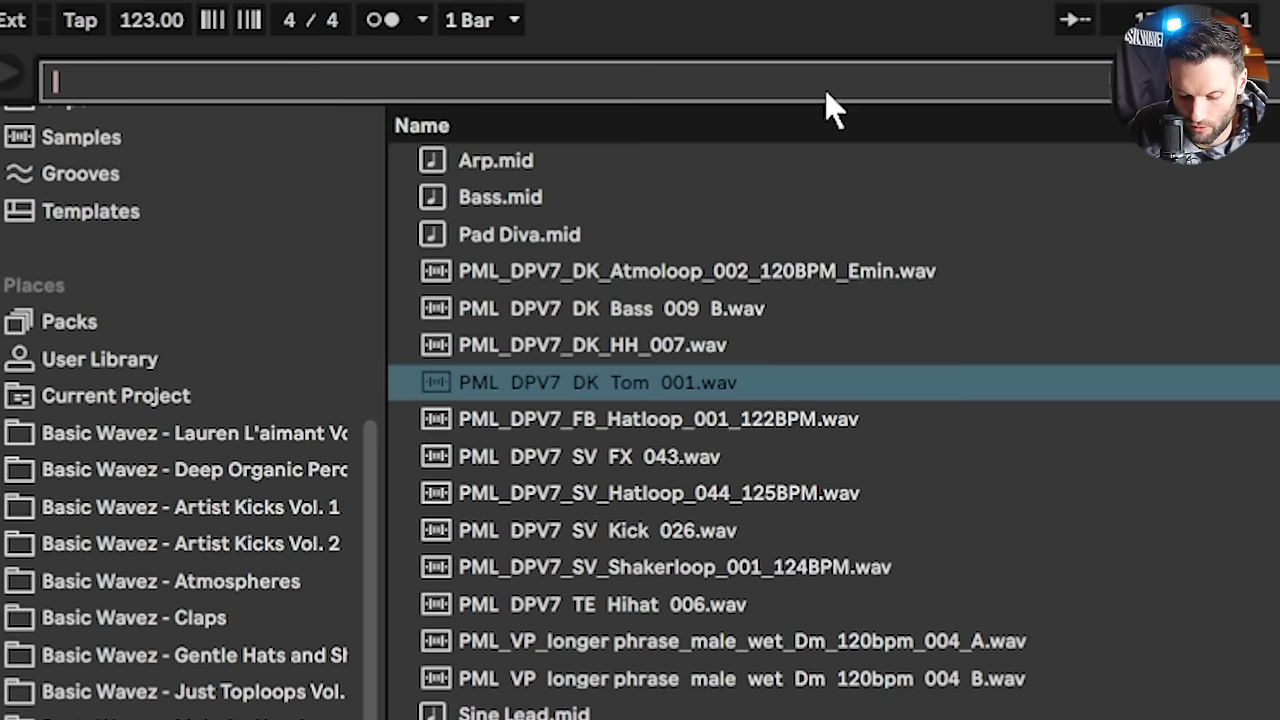 Ext Tap 123.00 4 / 4 1 Bar 1
Name
Samples
Grooves
Templates
Places
Packs
User Library
Current Project
Basic Wavez - Lauren L'aimant Vo
Basic Wavez - Deep Organic Perc
Basic Wavez - Artist Kicks Vol. 1
Basic Wavez - Artist Kicks Vol. 2
Basic Wavez - Atmospheres
Basic Wavez - Claps
Basic Wavez - Gentle Hats and Sh
Basic Wavez - Just Toploops Vol.
Arp.mid
Bass.mid
Pad Diva.mid
PML_DPV7_DK_Atmoloop_002_120BPM_Emin.wav
PML_DPV7_DK_Bass_009_B.wav
PML_DPV7_DK_HH_007.wav
PML_DPV7_DK_Tom_001.wav
PML_DPV7_FB_Hatloop_001_122BPM.wav
PML_DPV7_SV_FX_043.wav
PML_DPV7_SV_Hatloop_044_125BPM.wav
PML_DPV7_SV_Kick_026.wav
PML_DPV7_SV_Shakerloop_001_124BPM.wav
PML_DPV7_TE_Hihat_006.wav
PML_VP_longer phrase_male_wet_Dm_120bpm_004_A.wav
PML_VP_longer phrase_male_wet_Dm_120bpm_004_B.wav
Sine Lead.mid